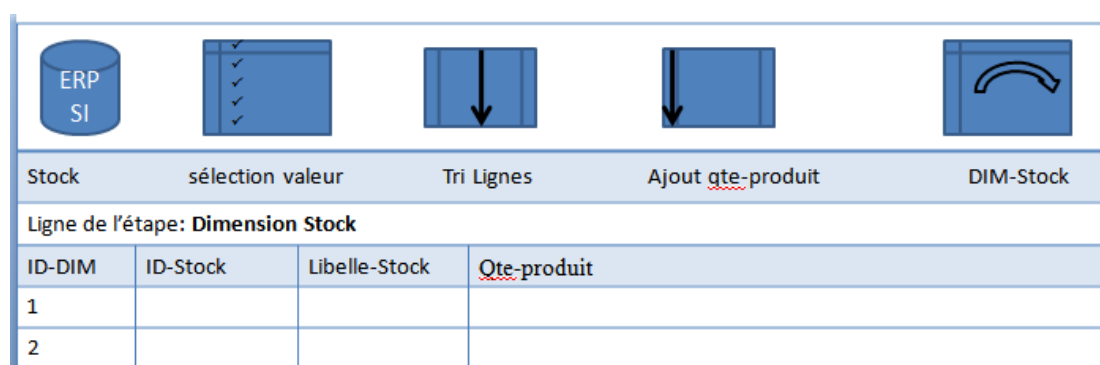 ERP
SI
Stock sélection valeur Tri Lignes Ajout qte-produit DIM-Stock
Ligne de l'étape: Dimension Stock
ID-DIM ID-Stock Libelle-Stock Qte-produit
1
2